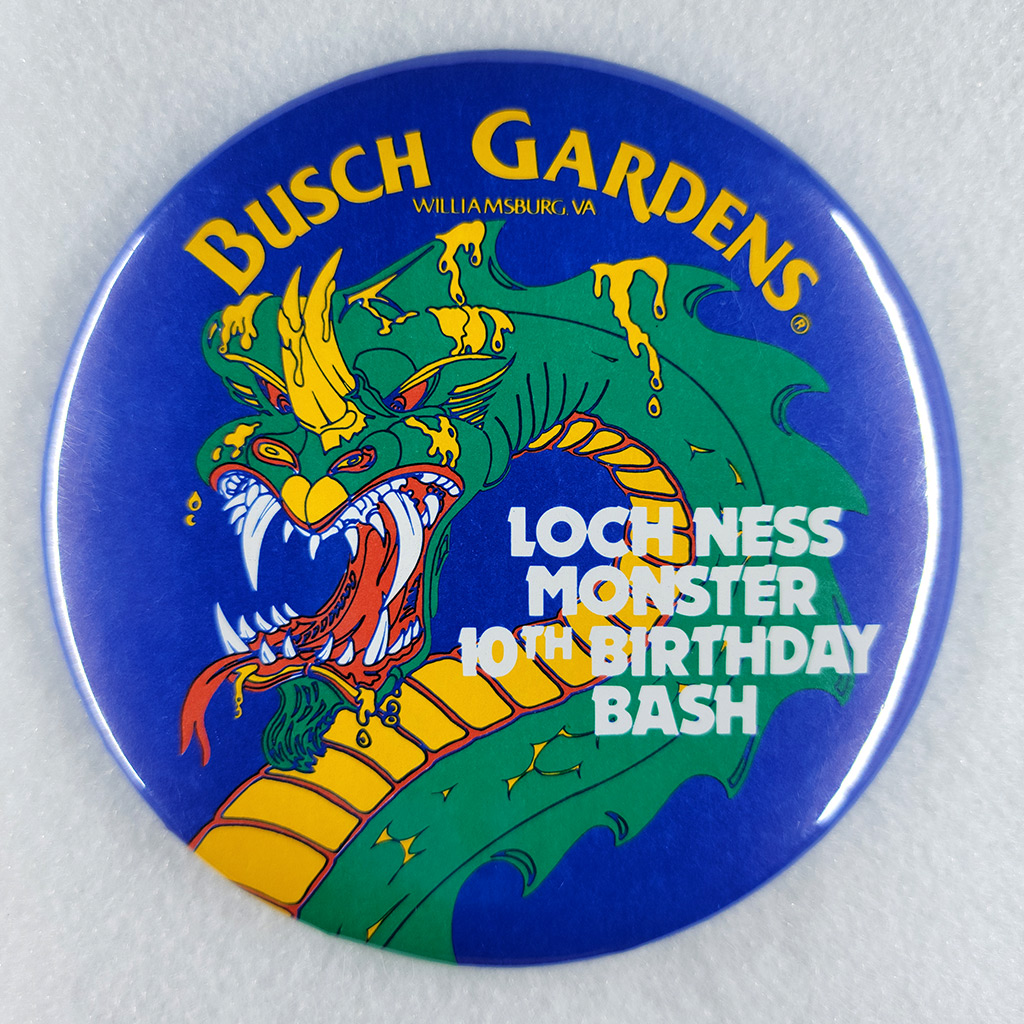 BUSCH GARDENS®
WILLIAMSBURG, VA
LOCH NESS
MONSTER
10TH BIRTHDAY
BASH